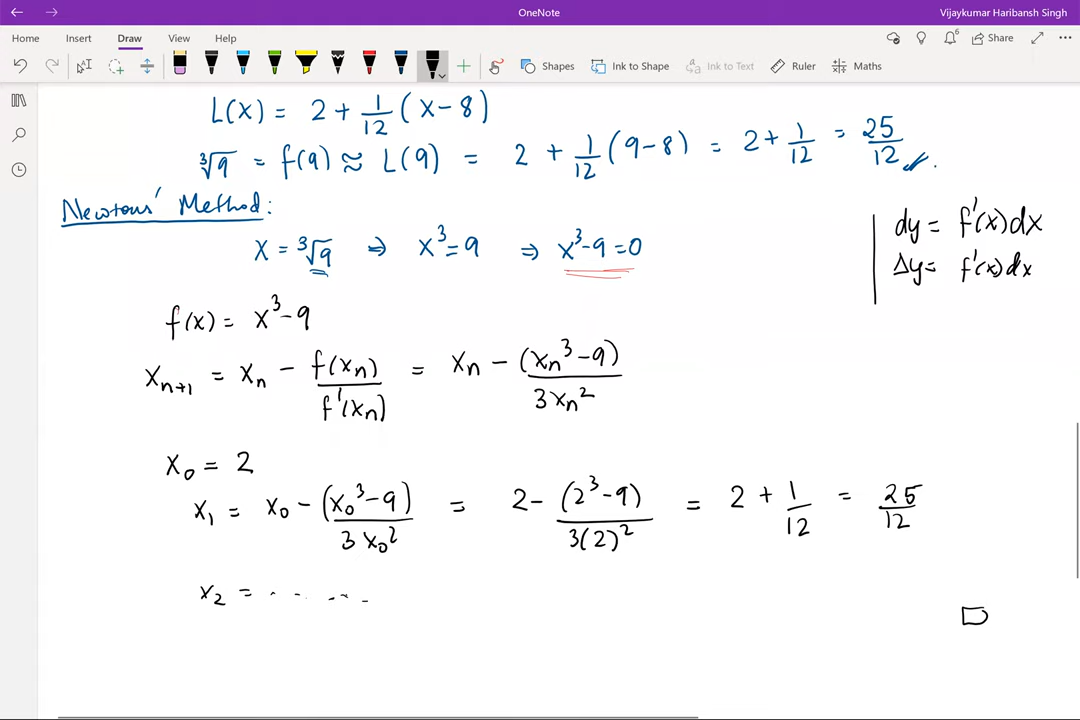 OneNote
Vijaykumar Haribansh Singh
Home Insert Draw View Help
6 Share
Shapes Ink to Shape Ink to Text Ruler Maths
L(x) = 2 + 1/12 (x - 8)
∛9 = f(9) ≈ L(9) = 2 + 1/12 (9 - 8) = 2 + 1/12 = 25/12 .
Newtons' Method:
x = ∛9 ⇒ x³ = 9 ⇒ x³ - 9 = 0
dy = f'(x) dx
Δy = f'(x) dx
f(x) = x³ - 9
xₙ₊₁ = xₙ - f(xₙ)/f'(xₙ) = xₙ - (xₙ³ - 9)/3xₙ²
x₀ = 2
x₁ = x₀ - (x₀³ - 9)/3x₀² = 2 - (2³ - 9)/3(2)² = 2 + 1/12 = 25/12
x₂ = . . . . . . .